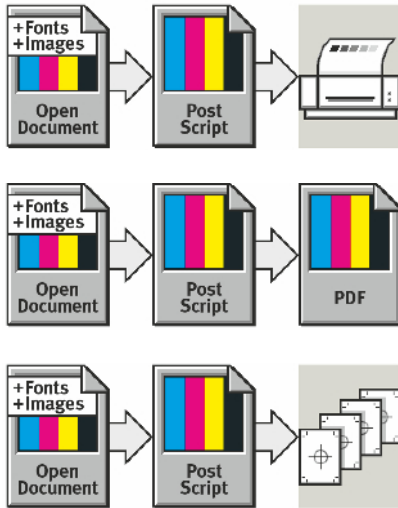 +Fonts
+Images
Open
Document
Post
Script
+Fonts
+Images
Open
Document
Post
Script
PDF
+Fonts
+Images
Open
Document
Post
Script